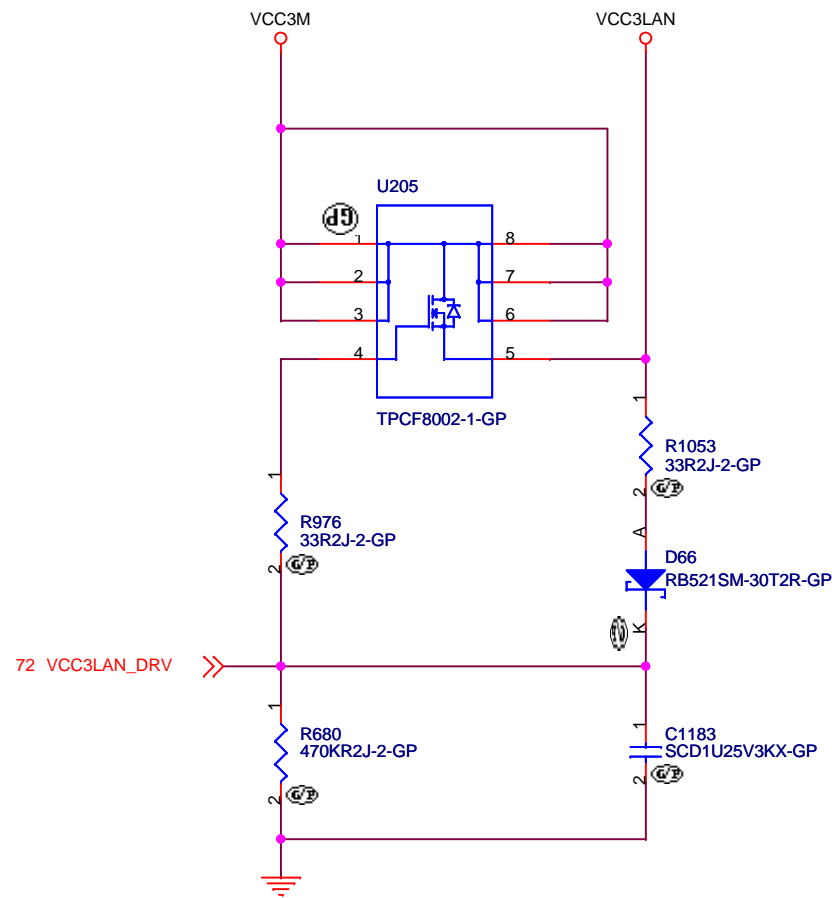 VCC3M
VCC3LAN
U205
GP
1
8
2
7
3
6
4
5
TPCF8002-1-GP
1
R1053
33R2J-2-GP
2
G/P
1
R976
33R2J-2-GP
2
G/P
A
D66
RB521SM-30T2R-GP
K
72 VCC3LAN_DRV
1
R680
470KR2J-2-GP
2
G/P
1
C1183
SCD1U25V3KX-GP
2
G/P